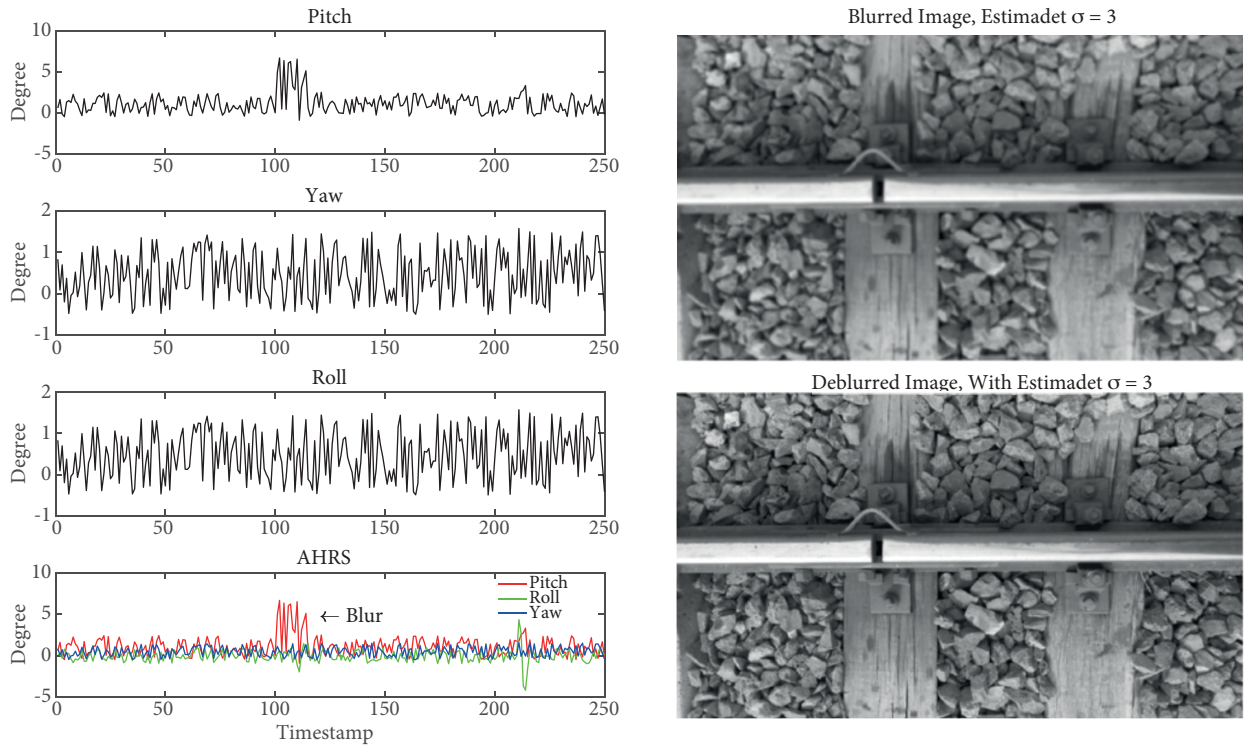 Pitch
10
5
0
-5
Degree
0 50 100 150 200 250
Yaw
2
1
0
-1
Degree
0 50 100 150 200 250
Roll
2
1
0
-1
Degree
0 50 100 150 200 250
AHRS
10
5
0
-5
Degree
Pitch
Roll
Yaw
← Blur
0 50 100 150 200 250
Timestamp
Blurred Image, Estimadet σ = 3
Deblurred Image, With Estimadet σ = 3